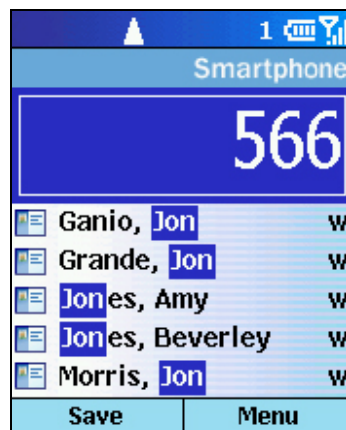 1
Smartphone
566
Ganio, Jon w
Grande, Jon w
Jones, Amy w
Jones, Beverley w
Morris, Jon w
Save Menu